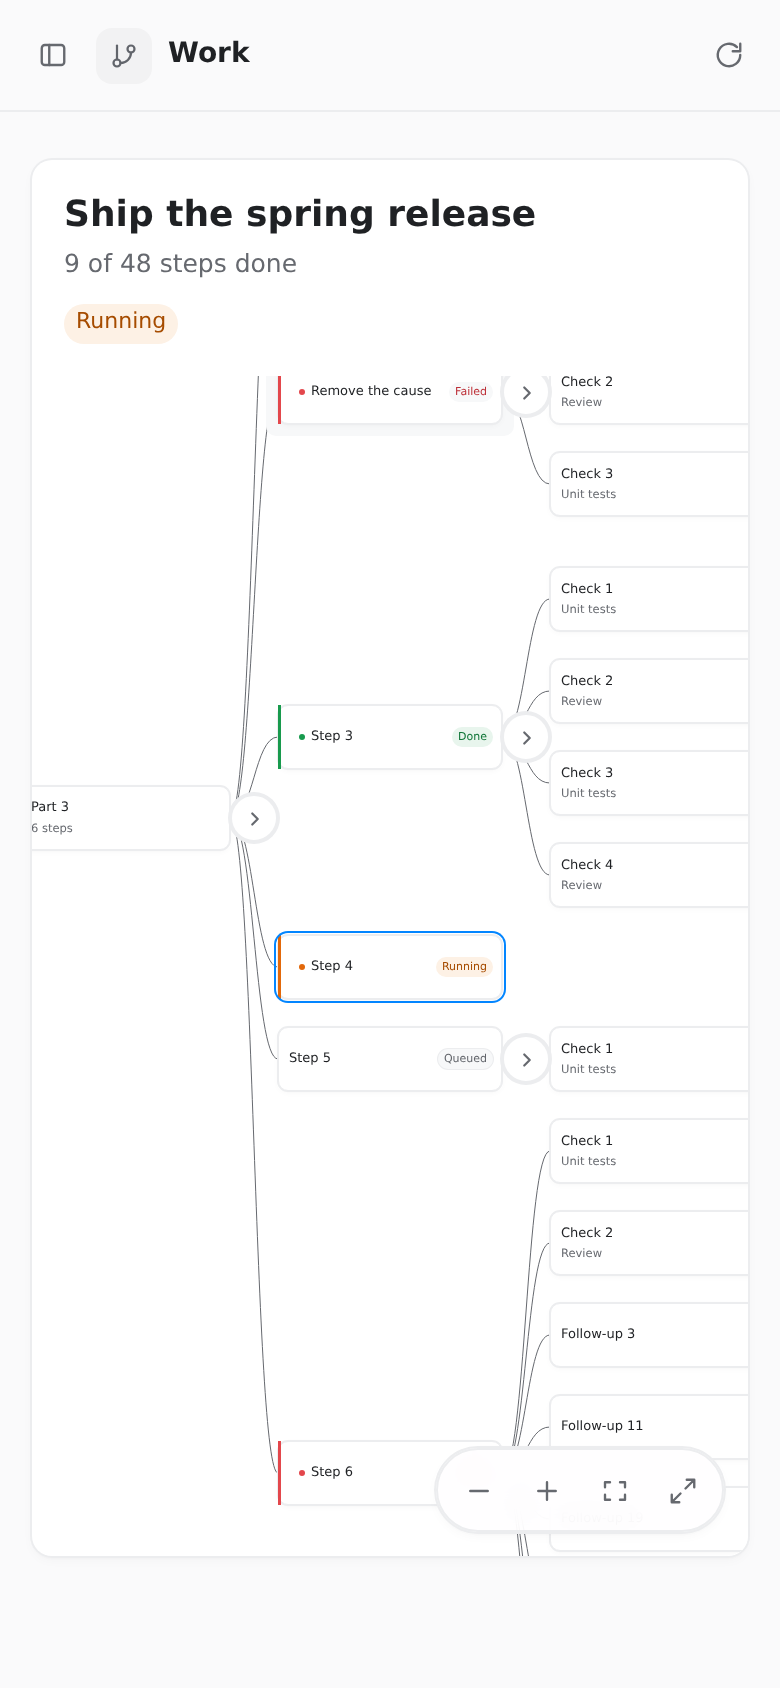 Work
Ship the spring release
9 of 48 steps done
Running
Remove the cause
Failed
Check 2
Review
Check 3
Unit tests
Check 1
Unit tests
Check 2
Review
Step 3
Done
Check 3
Unit tests
Part 3
6 steps
Check 4
Review
Step 4
Running
Step 5
Queued
Check 1
Unit tests
Check 1
Unit tests
Check 2
Review
Follow-up 3
Follow-up 11
Step 6